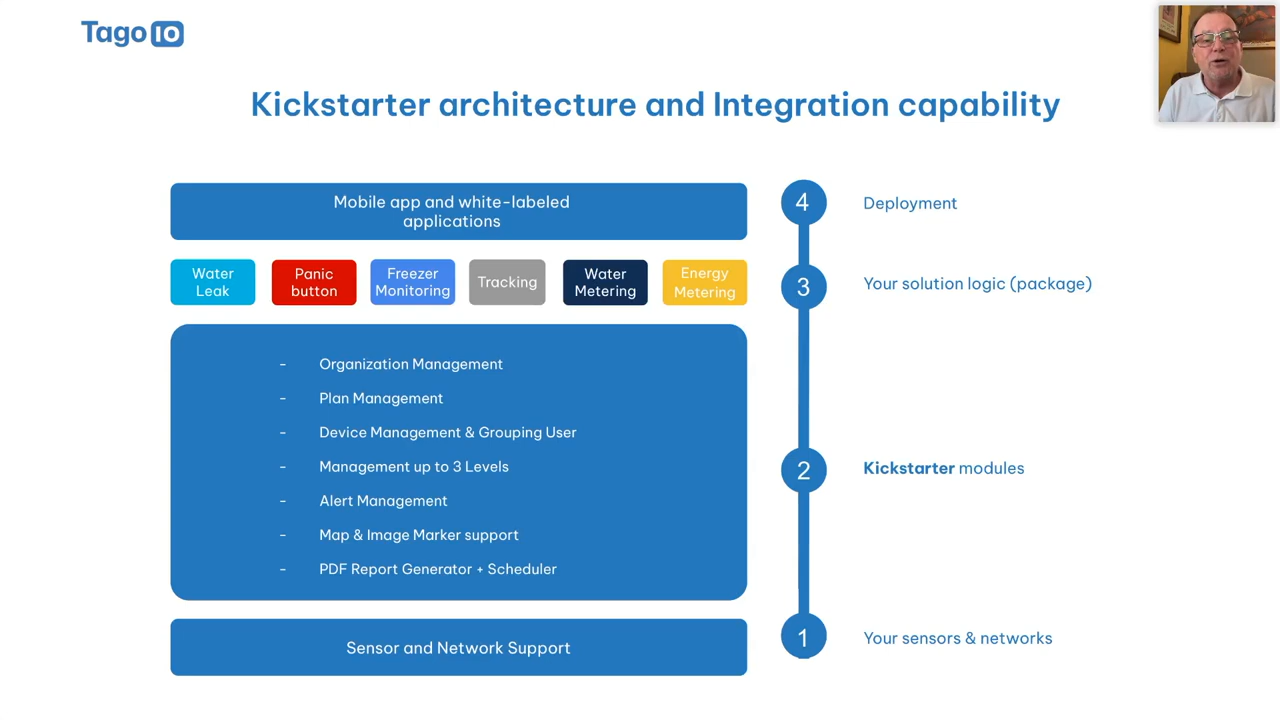 Tago IO
Kickstarter architecture and Integration capability
Mobile app and white-labeled
applications
4
Deployment
Water
Leak
Panic
button
Freezer
Monitoring
Tracking
Water
Metering
Energy
Metering
3
Your solution logic (package)
- Organization Management
- Plan Management
- Device Management & Grouping User
- Management up to 3 Levels
- Alert Management
- Map & Image Marker support
- PDF Report Generator + Scheduler
2
Kickstarter modules
Sensor and Network Support
1
Your sensors & networks